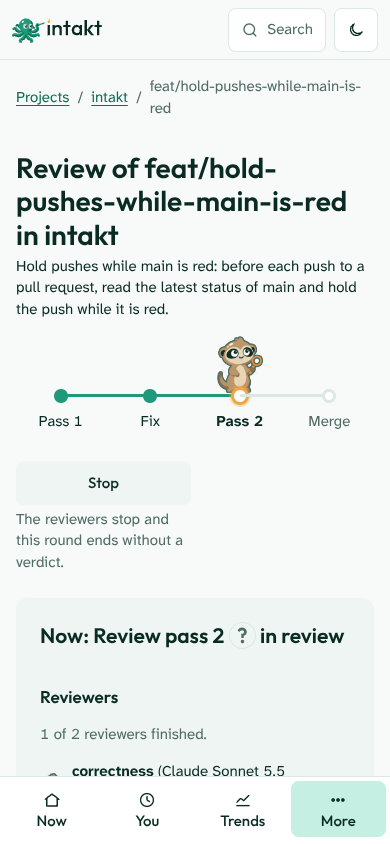 intakt
Search
Projects / intakt / feat/hold-pushes-while-main-is-
red
Review of feat/hold-
pushes-while-main-is-red
in intakt
Hold pushes while main is red: before each push to a
pull request, read the latest status of main and hold
the push while it is red.
Pass 1 Fix Pass 2 Merge
Stop
The reviewers stop and
this round ends without a
verdict.
Now: Review pass 2 ? in review
Reviewers
1 of 2 reviewers finished.
correctness (Claude Sonnet 5.5
Now You Trends More